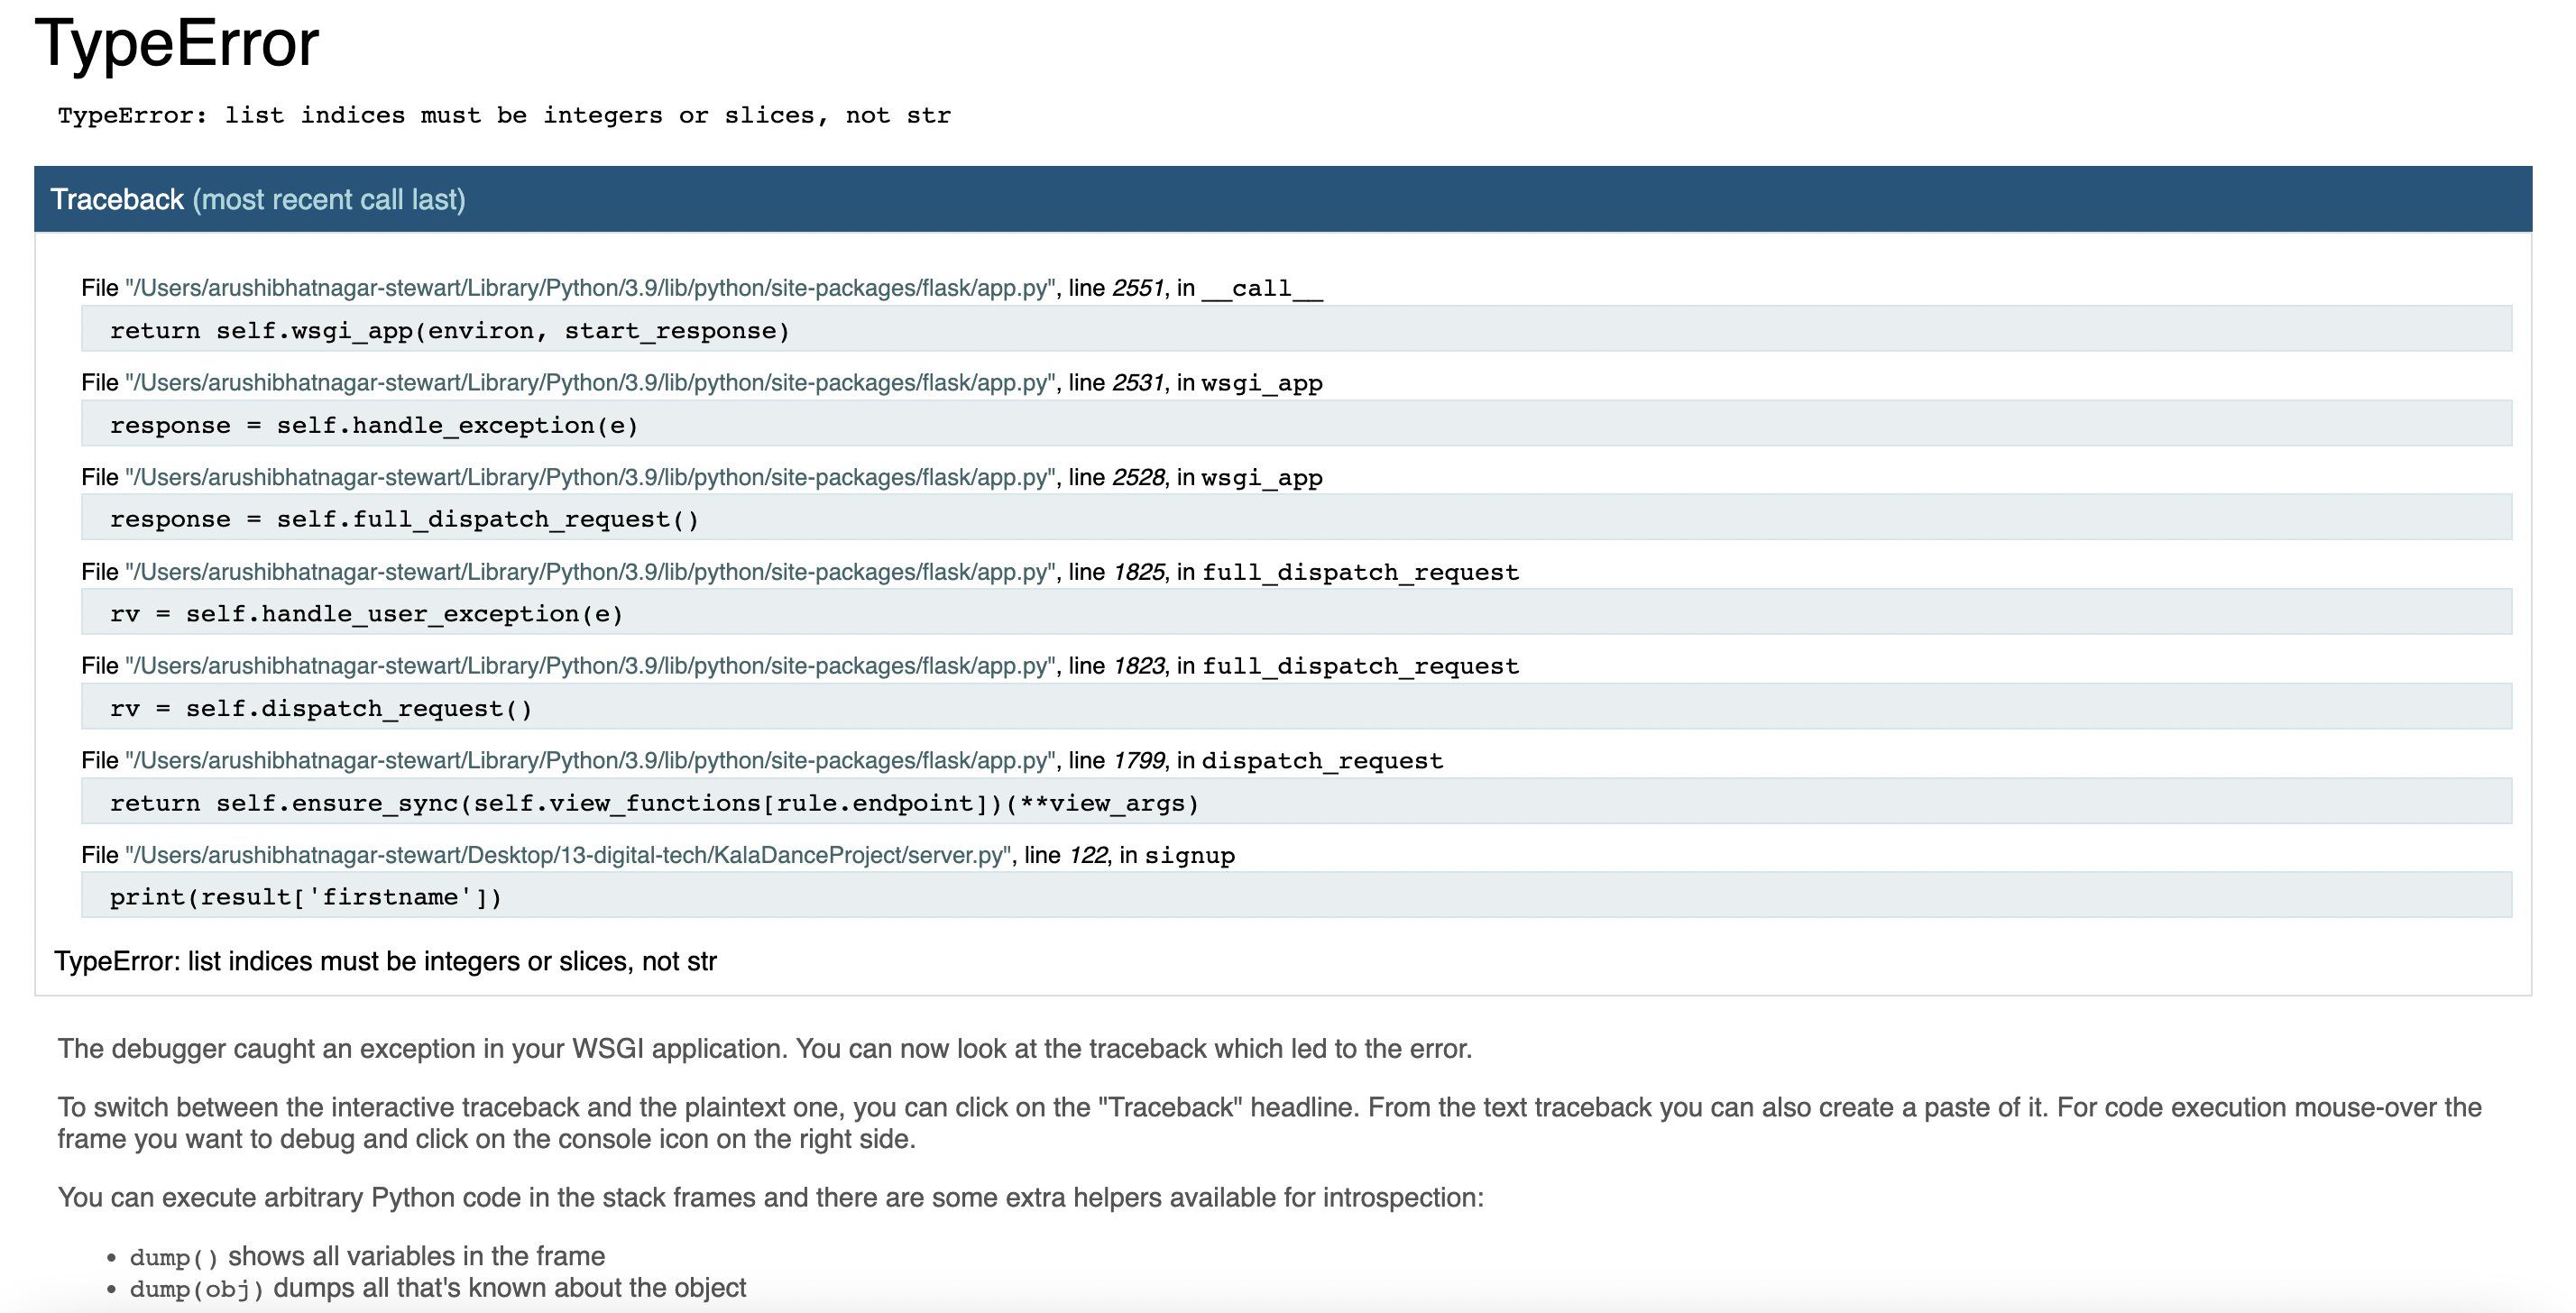 TypeError
TypeError: list indices must be integers or slices, not str
Traceback (most recent call last)
File "/Users/arushibhatnagar-stewart/Library/Python/3.9/lib/python/site-packages/flask/app.py", line 2551, in __call__
return self.wsgi_app(environ, start_response)
File "/Users/arushibhatnagar-stewart/Library/Python/3.9/lib/python/site-packages/flask/app.py", line 2531, in wsgi_app
response = self.handle_exception(e)
File "/Users/arushibhatnagar-stewart/Library/Python/3.9/lib/python/site-packages/flask/app.py", line 2528, in wsgi_app
response = self.full_dispatch_request()
File "/Users/arushibhatnagar-stewart/Library/Python/3.9/lib/python/site-packages/flask/app.py", line 1825, in full_dispatch_request
rv = self.handle_user_exception(e)
File "/Users/arushibhatnagar-stewart/Library/Python/3.9/lib/python/site-packages/flask/app.py", line 1823, in full_dispatch_request
rv = self.dispatch_request()
File "/Users/arushibhatnagar-stewart/Library/Python/3.9/lib/python/site-packages/flask/app.py", line 1799, in dispatch_request
return self.ensure_sync(self.view_functions[rule.endpoint])(**view_args)
File "/Users/arushibhatnagar-stewart/Desktop/13-digital-tech/KalaDanceProject/server.py", line 122, in signup
print(result['firstname'])
TypeError: list indices must be integers or slices, not str
The debugger caught an exception in your WSGI application. You can now look at the traceback which led to the error.
To switch between the interactive traceback and the plaintext one, you can click on the "Traceback" headline. From the text traceback you can also create a paste of it. For code execution mouse-over the
frame you want to debug and click on the console icon on the right side.
You can execute arbitrary Python code in the stack frames and there are some extra helpers available for introspection:
• dump() shows all variables in the frame
• dump(obj) dumps all that's known about the object